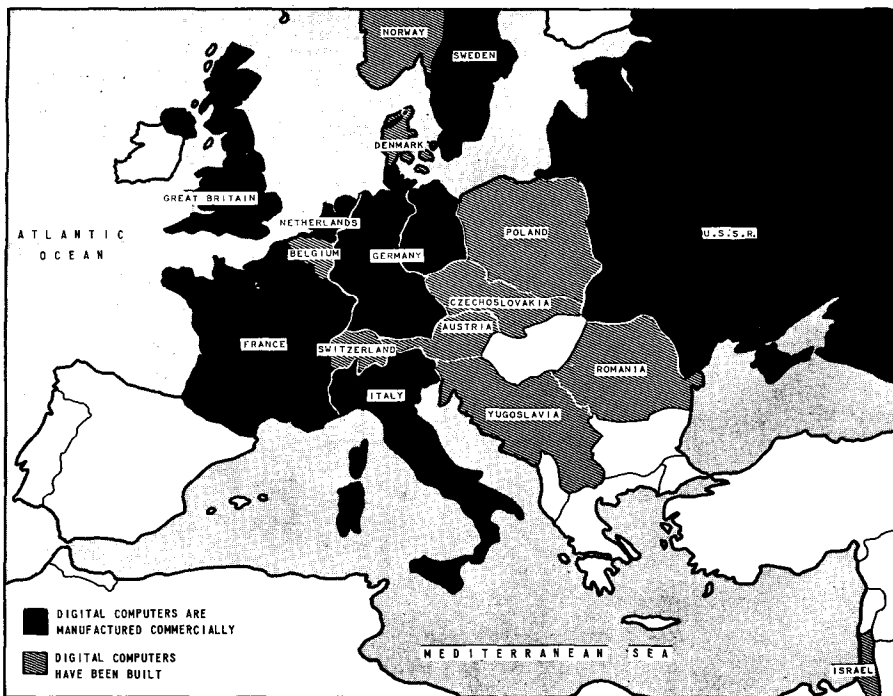 NORWAY
SWEDEN
DENMARK
GREAT BRITAIN
NETHERLANDS
BELGIUM
GERMANY
POLAND
U.S.S.R.
ATLANTIC
OCEAN
CZECHOSLOVAKIA
AUSTRIA
FRANCE
SWITZERLAND
ROMANIA
ITALY
YUGOSLAVIA
DIGITAL COMPUTERS ARE
MANUFACTURED COMMERCIALLY
DIGITAL COMPUTERS
HAVE BEEN BUILT
MEDITERRANEAN SEA
ISRAEL